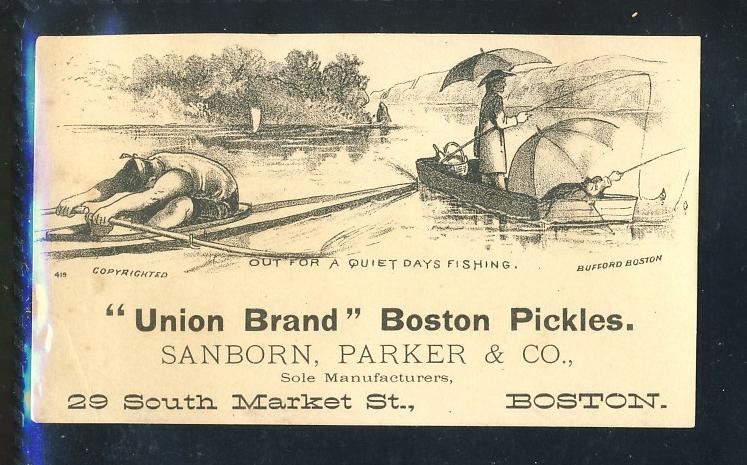 OUT FOR A QUIET DAYS FISHING.
419 COPYRIGHTED
BUFFORD BOSTON
"Union Brand" Boston Pickles.
SANBORN, PARKER & CO.,
Sole Manufacturers,
29 South Market St., BOSTON.